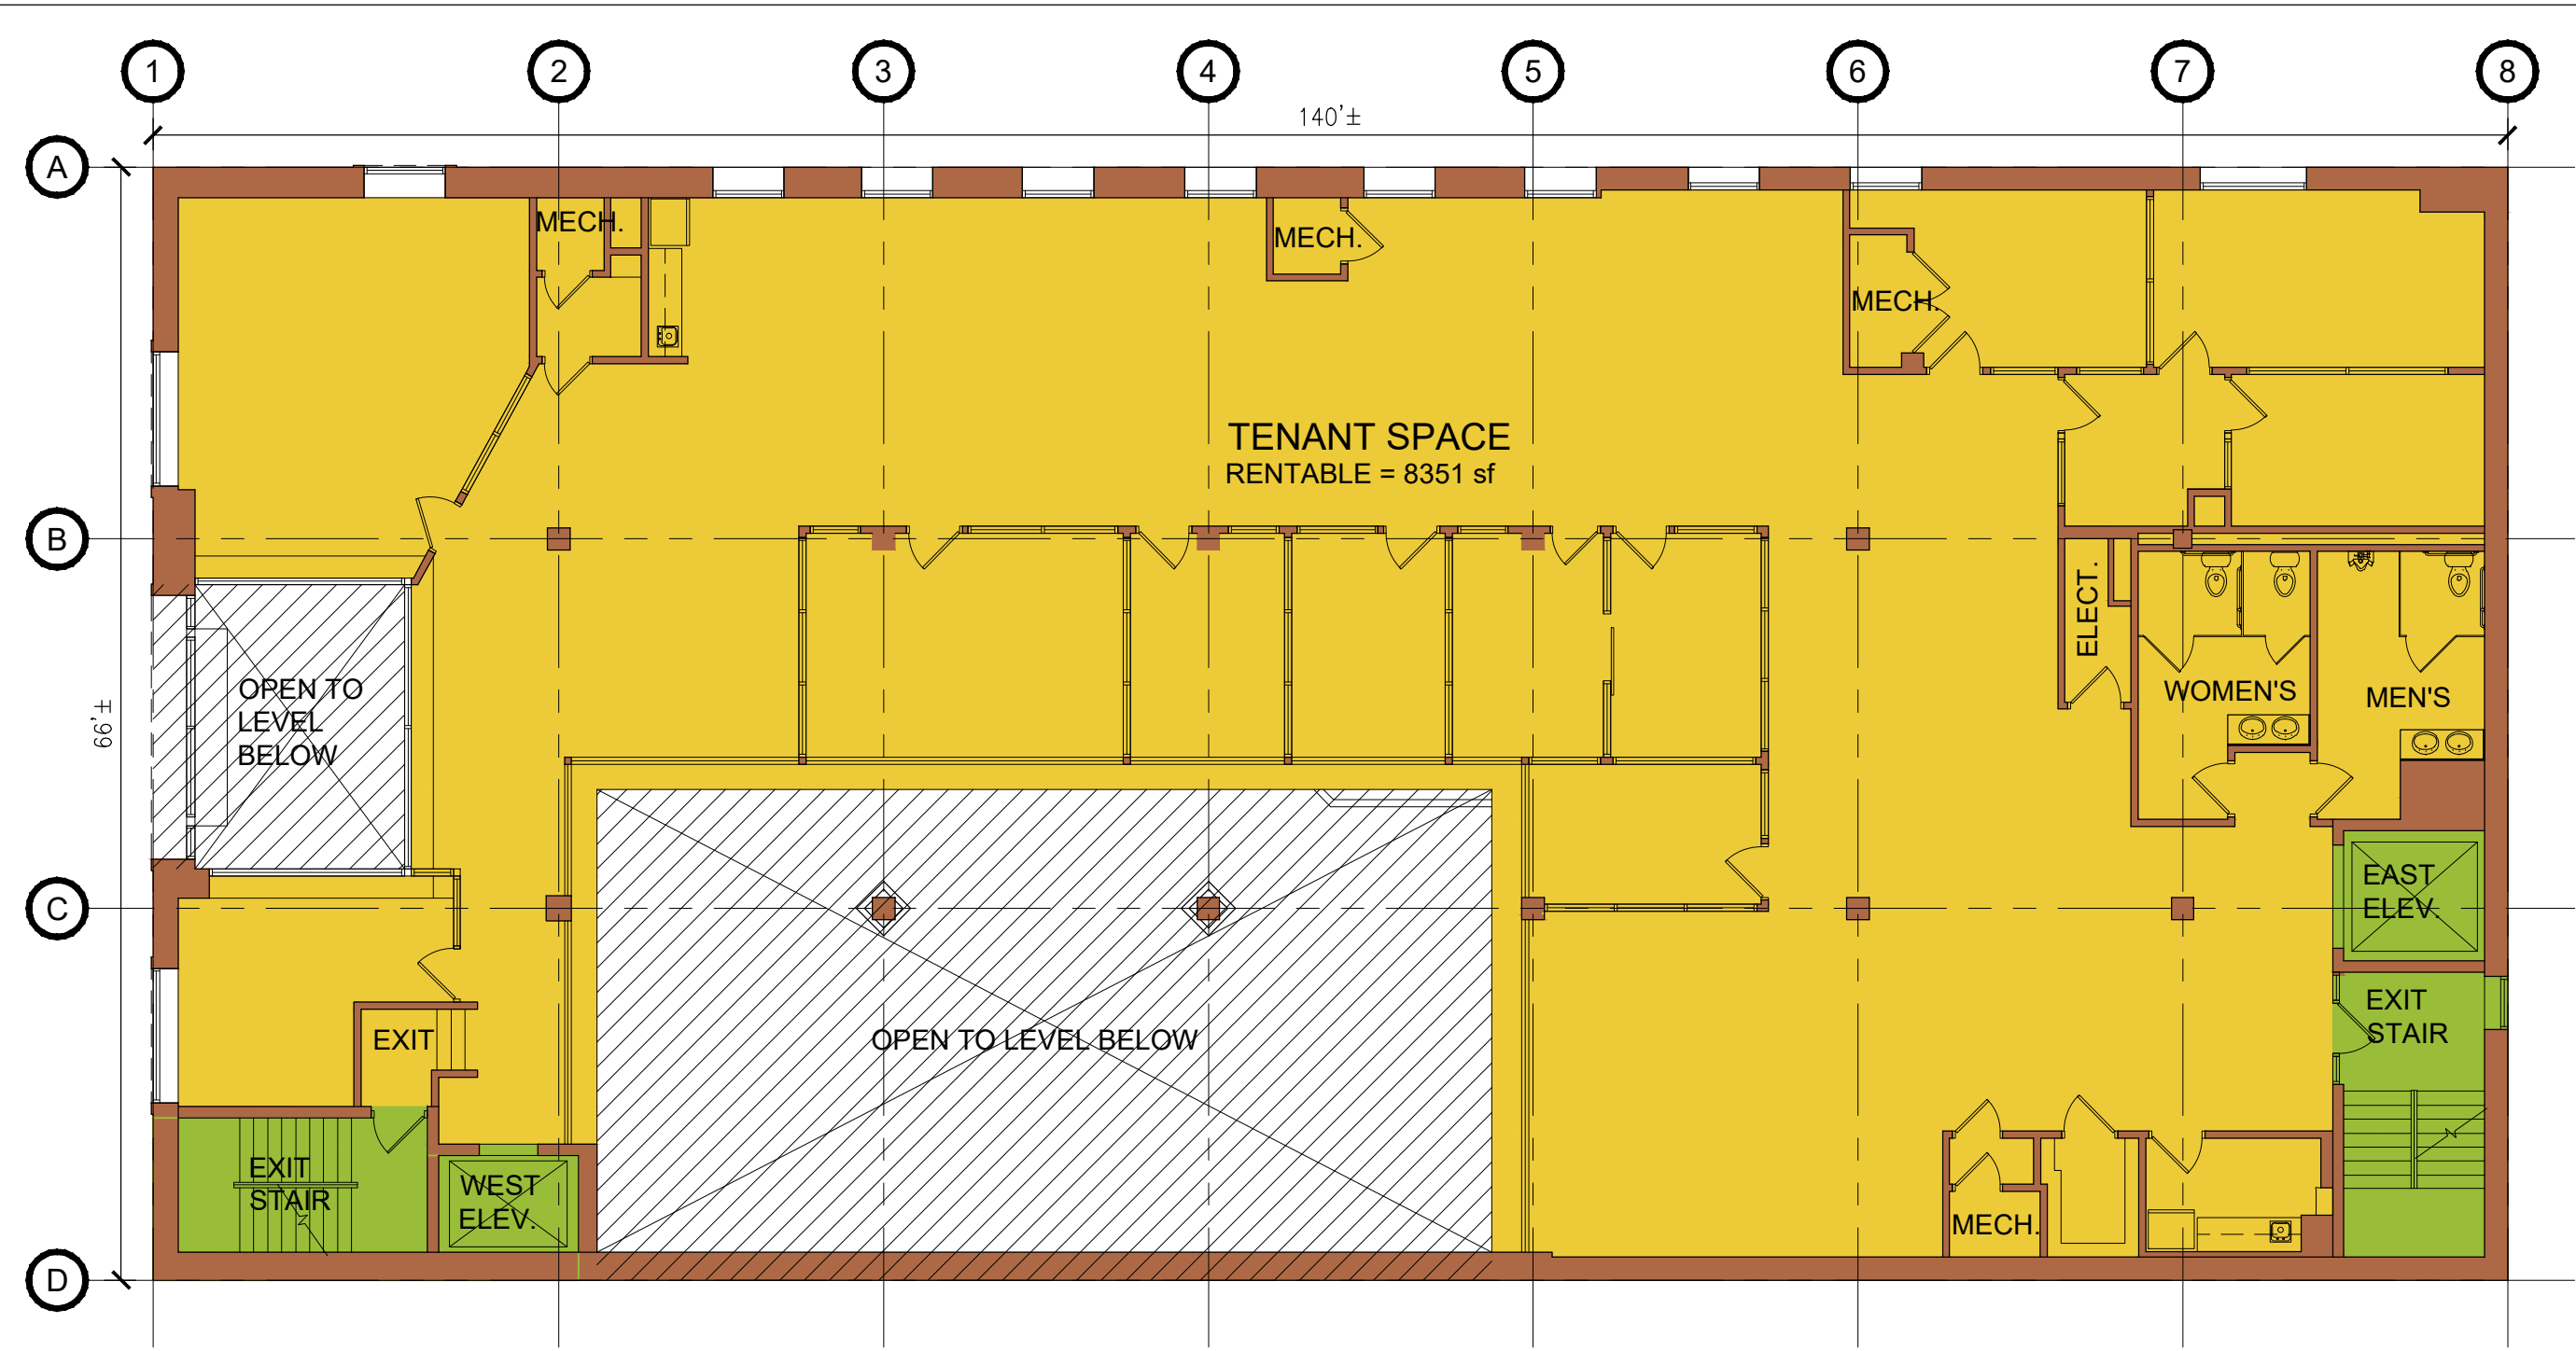 1
2
3
4
5
6
7
8
140'±
A
MECH.
MECH.
MECH.
TENANT SPACE
RENTABLE = 8351 sf
B
ELECT.
OPEN TO
LEVEL
BELOW
WOMEN'S
MEN'S
66'±
C
EAST
ELEV.
EXIT
STAIR
EXIT
OPEN TO LEVEL BELOW
EXIT
STAIR
WEST
ELEV.
MECH.
D